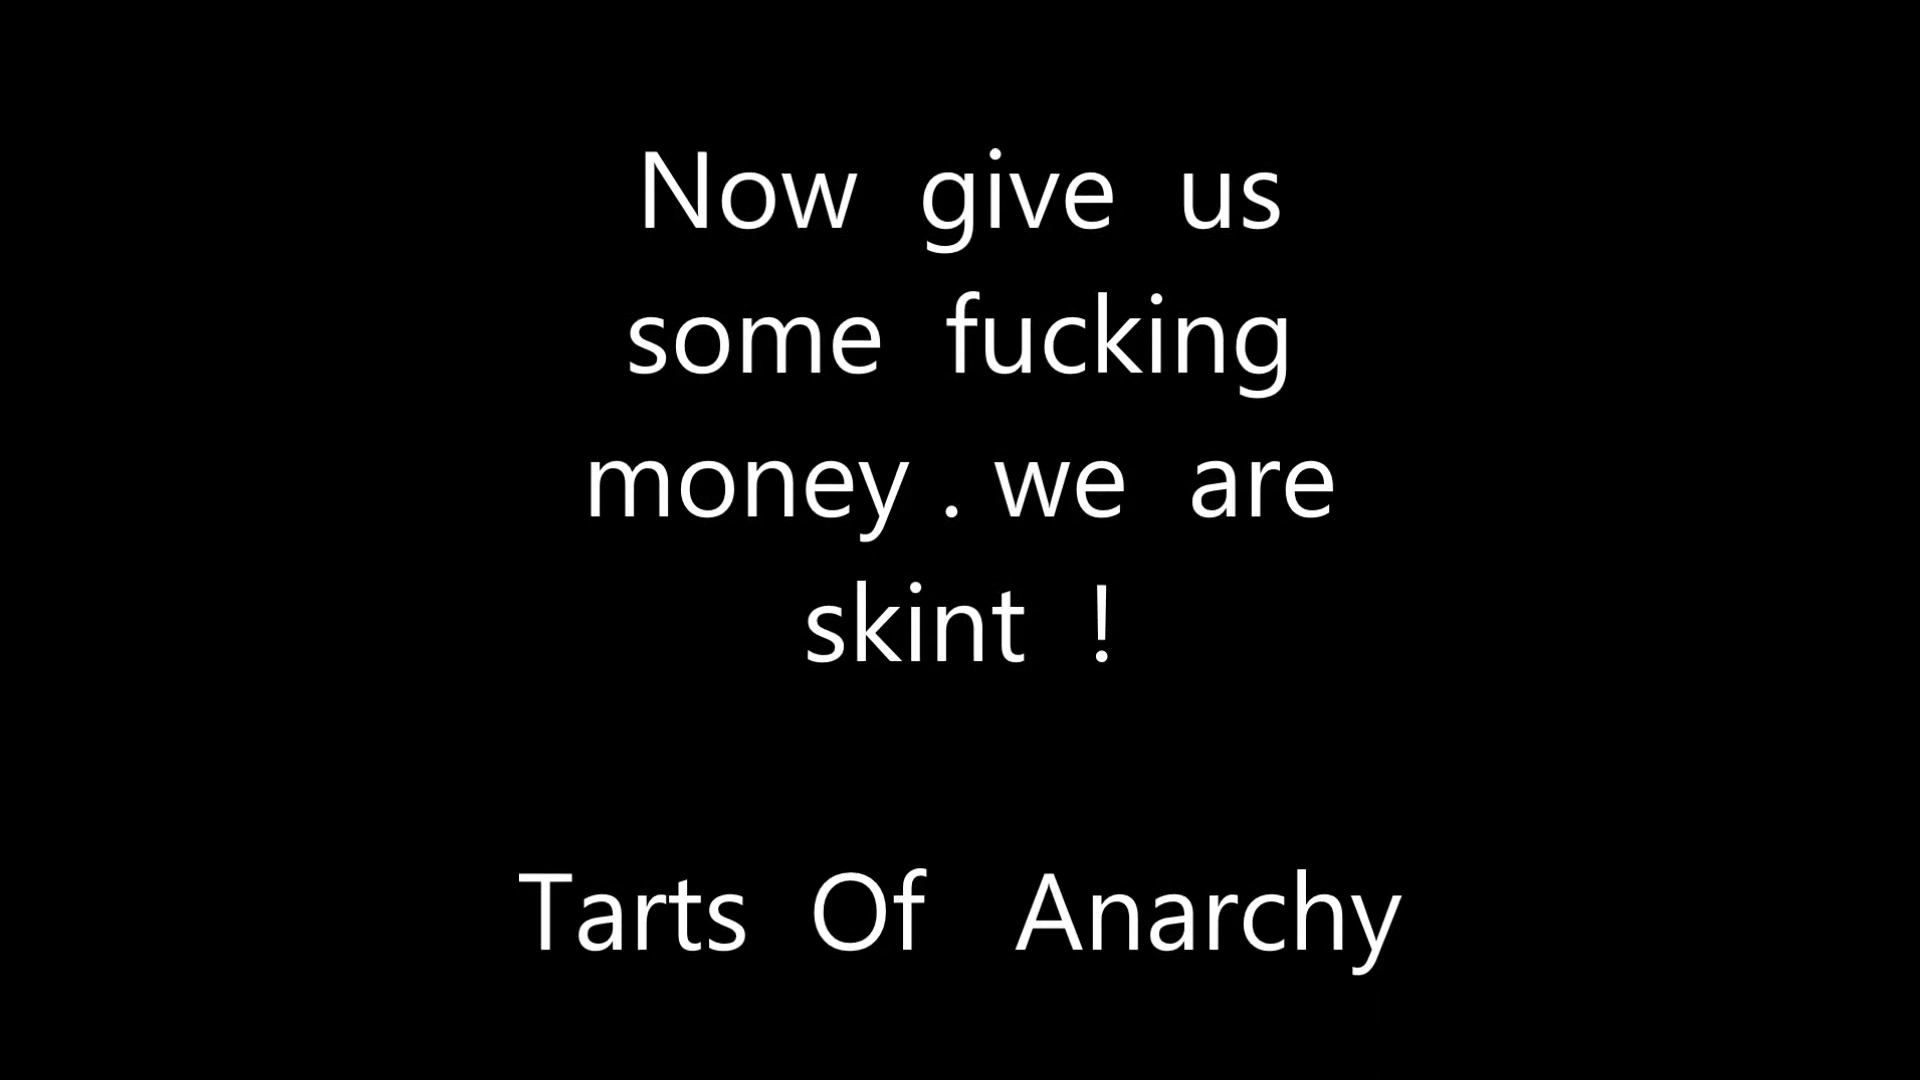 Now give us
some fucking
money . we are
skint !
Tarts Of Anarchy